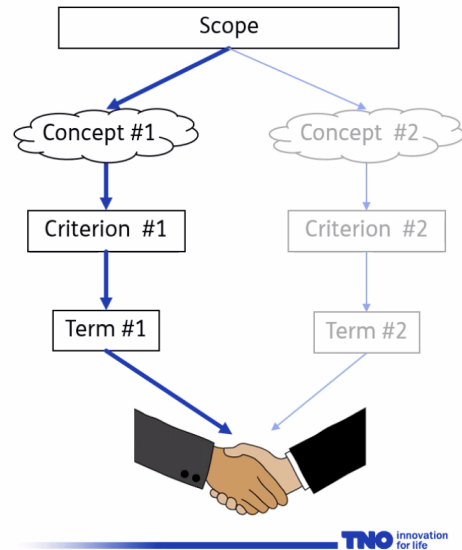 Scope
Concept #1
Concept #2
Criterion #1
Criterion #2
Term #1
Term #2
TNO innovation
for life